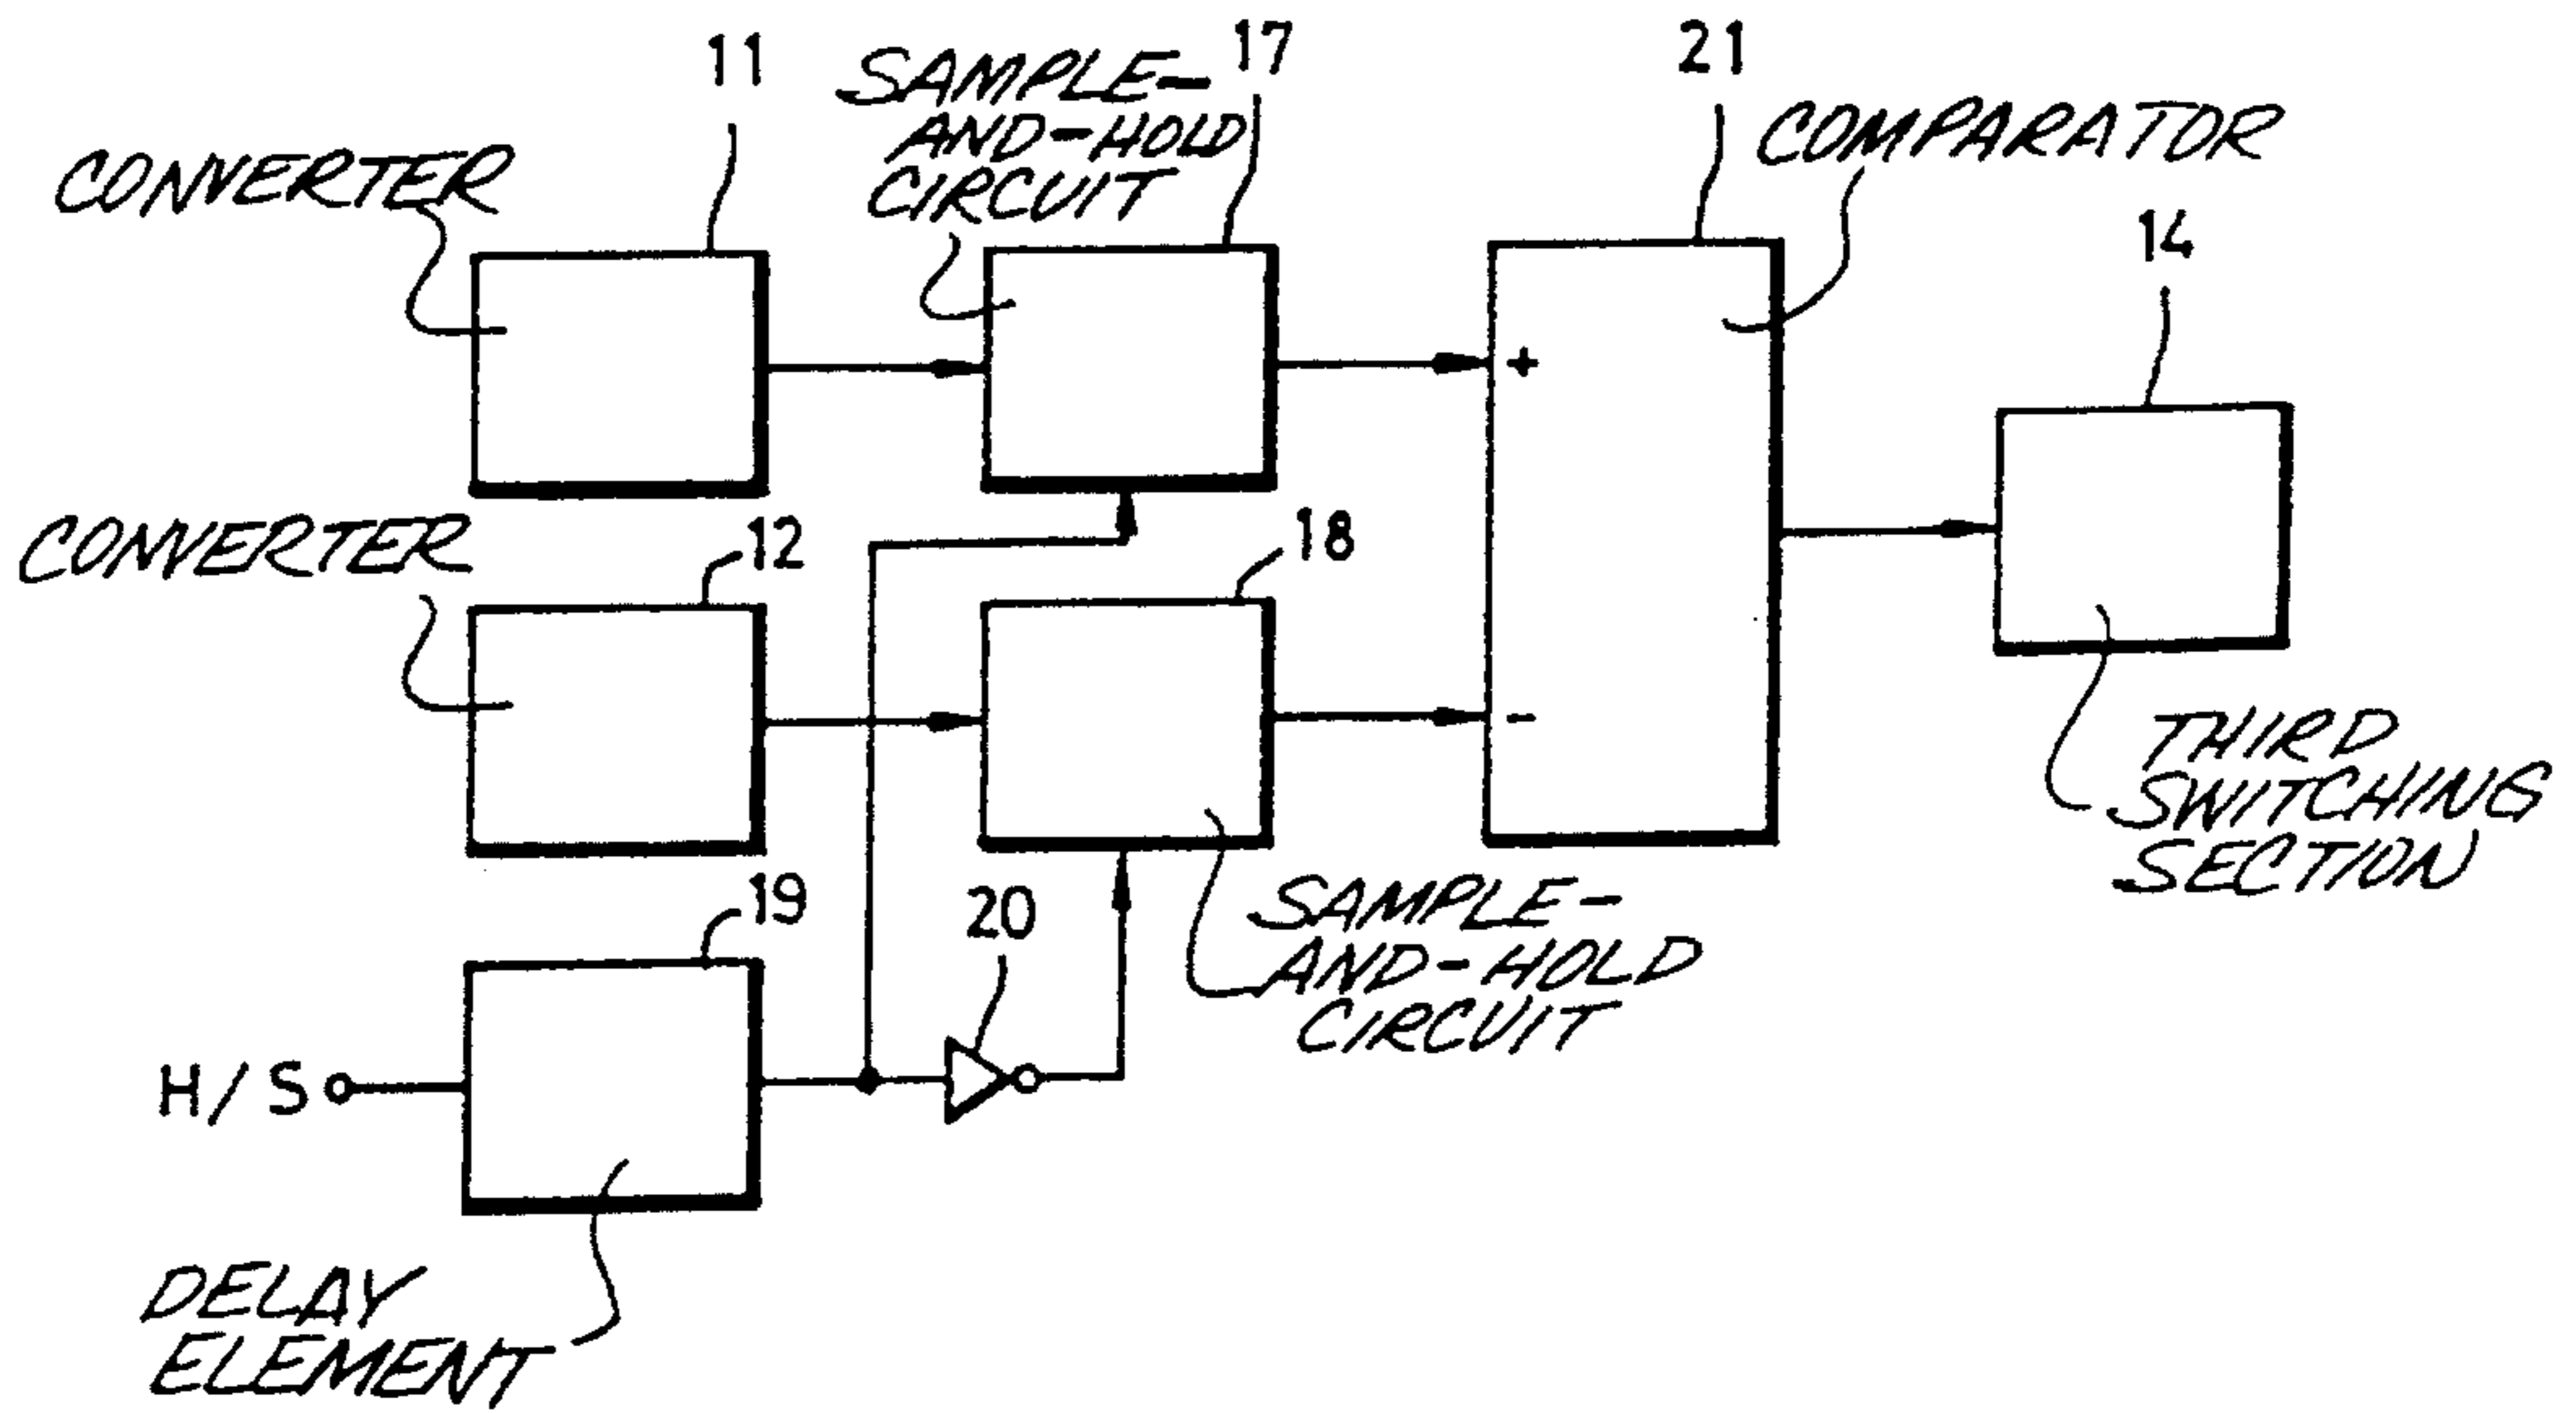 11
SAMPLE-
AND-HOLD
CIRCUIT
17
21
COMPARATOR
CONVERTER
14
+
CONVERTER
12
18
-
THIRD
SWITCHING
SECTION
19
20
SAMPLE-
AND-HOLD
CIRCUIT
H/S
DELAY
ELEMENT